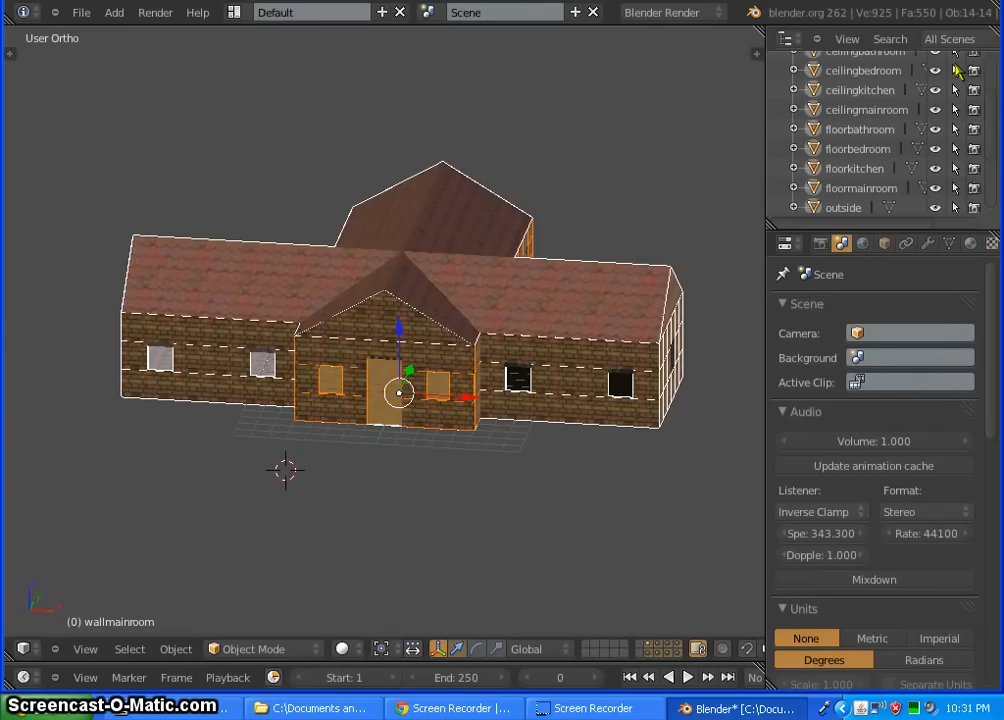 Add Render Help Default Scene Blender Render blender.org 262 | Ve:925 | Fa:550 | Ob:14-14
User Ortho
View Search All Scenes
ceilingbathroom
ceilingbedroom
ceilingkitchen
ceilingmainroom
floorbathroom
floorbedroom
floorkitchen
floormainroom
outside
Scene
Scene
Camera:
Background
Active Clip:
Audio
Volume: 1.000
Update animation cache
Listener: Format:
Inverse Clamp Stereo
Spe: 343.300 Rate: 44100
Dopple: 1.000
Mixdown
Units
None Metric Imperial
Degrees Radians
Scale: 1.000 Separate Units
(0) wallmainroom
View Select Object Object Mode Global
View Marker Frame Playback Start: 1 End: 250 0 No
Screencast-O-Matic.com C:\Documents an... Screen Recorder |... Screen Recorder Blender* [C:\Docu... 10:31 PM